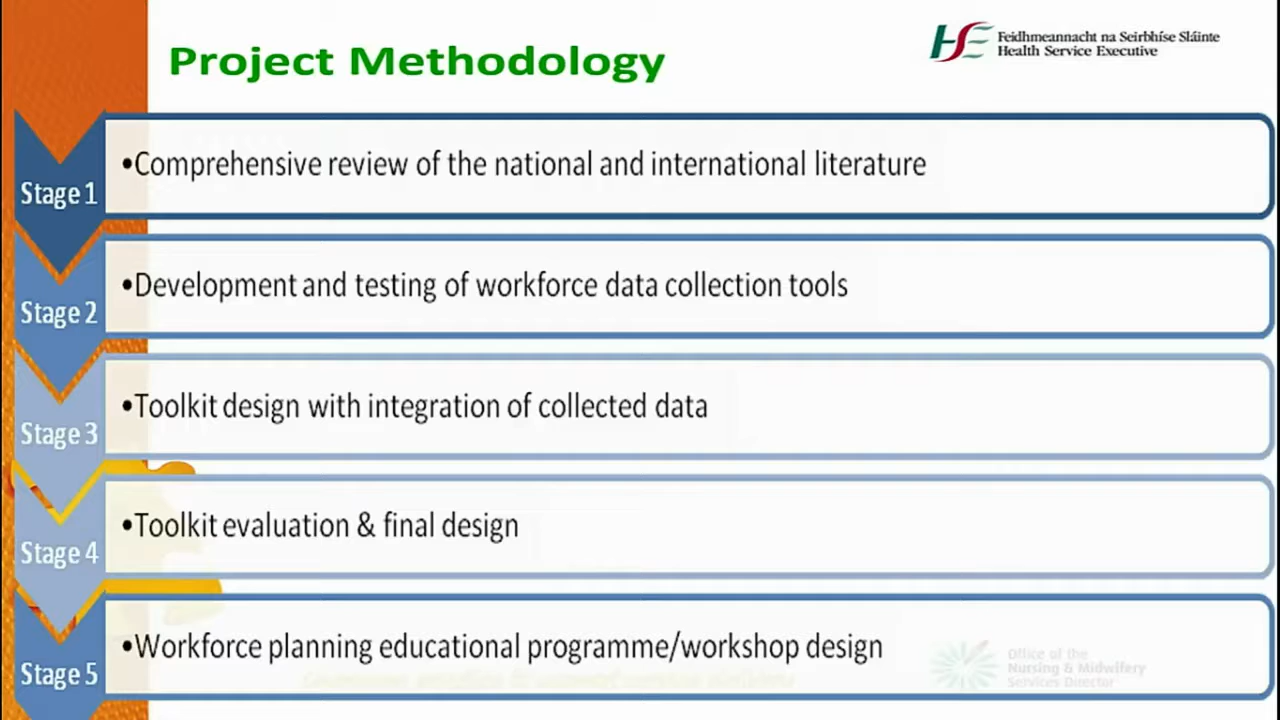 Project Methodology
Feidhmeannacht na Seirbhíse Sláinte
Health Service Executive
Stage 1
•Comprehensive review of the national and international literature
Stage 2
•Development and testing of workforce data collection tools
Stage 3
•Toolkit design with integration of collected data
Stage 4
•Toolkit evaluation & final design
Stage 5
•Workforce planning educational programme/workshop design
Office of the
Nursing & Midwifery
Services Director